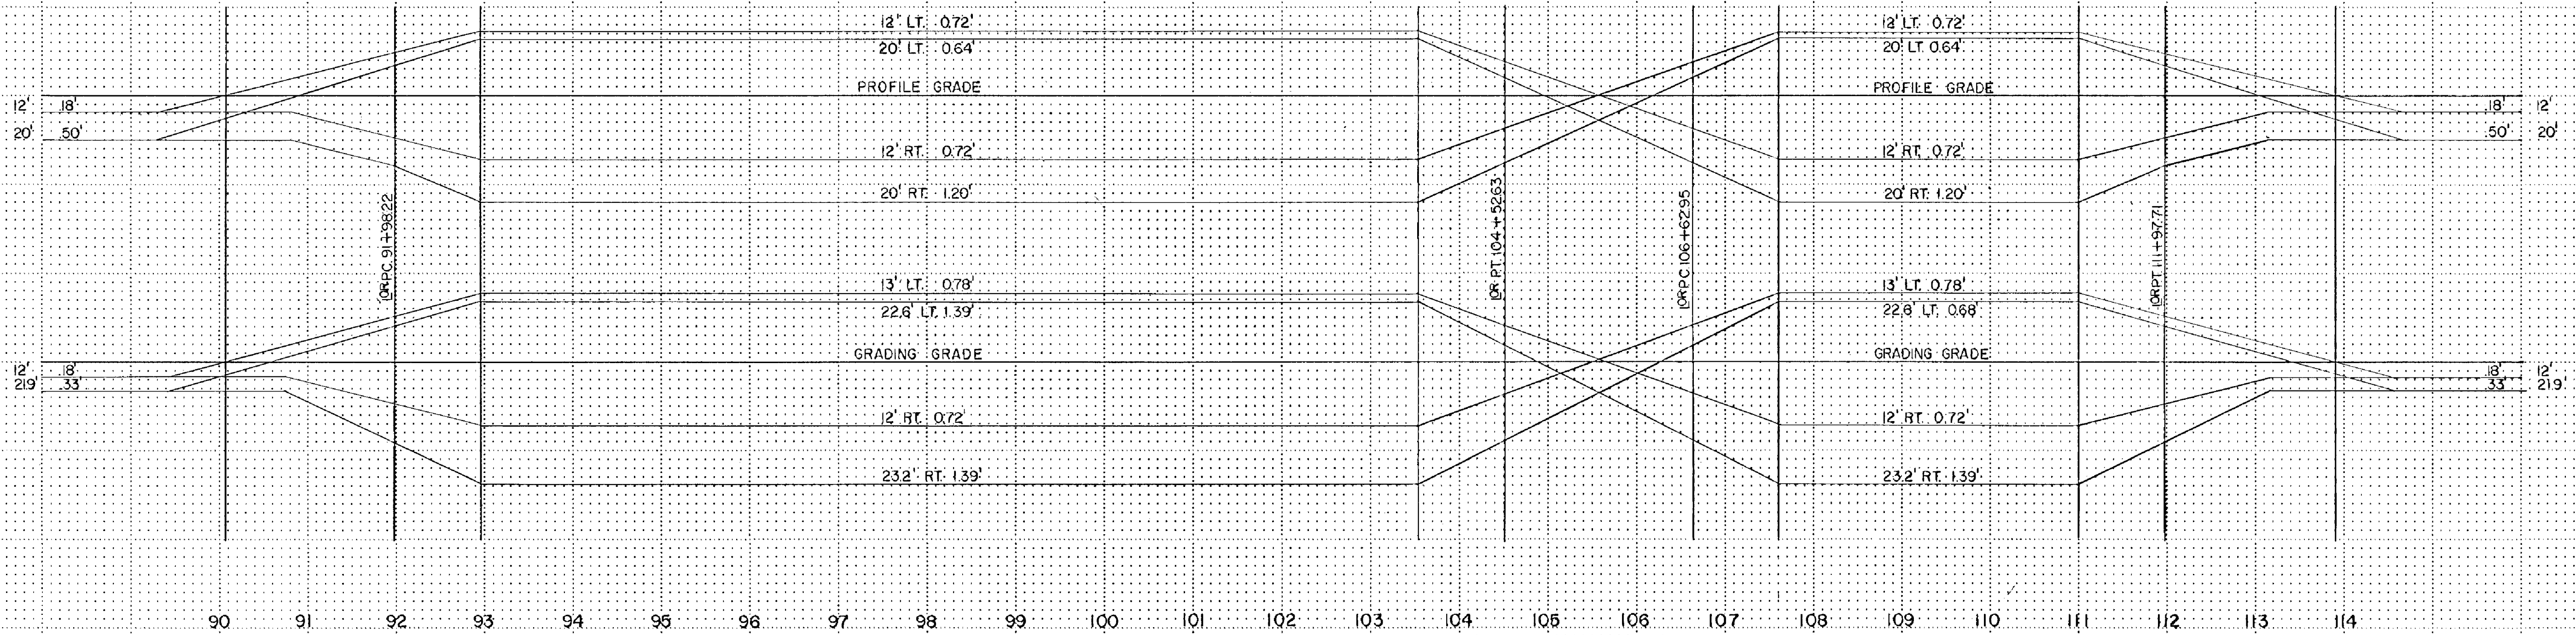 12' LT. 0.72'
20' LT. 0.64'
PROFILE GRADE
12' .18'
20' .50'
12' RT. 0.72'
20' RT. 1.20'
12' LT. 0.72'
20' LT. 0.64'
PROFILE GRADE
.18' 12'
.50' 20'
12' RT. 0.72'
20' RT. 1.20'
LOR PC. 91+98.22
LOR PT. 104+52.63
LOR PC 106+62.95
LOR PT. 111+97.71
13' LT. 0.78'
22.6' LT. 1.39'
GRADING GRADE
12' .18'
21.9' .33'
12' RT. 0.72'
23.2' RT. 1.39'
13' LT. 0.78'
22.6' LT. 0.68'
GRADING GRADE
.18' 12'
.33' 21.9'
12' RT. 0.72'
23.2' RT. 1.39'
90 91 92 93 94 95 96 97 98 99 100 101 102 103 104 105 106 107 108 109 110 111 112 113 114